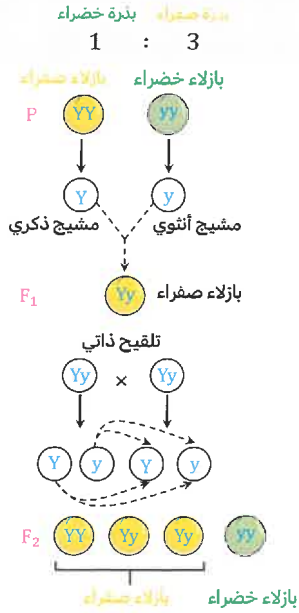 بذرة صفراء بذرة خضراء
3 : 1
بازلاء صفراء بازلاء خضراء
P YY yy
Y y
مشيج ذكري مشيج أنثوي
F₁ Yy بازلاء صفراء
تلقيح ذاتي
Yy × Yy
Y y Y y
F₂ YY Yy Yy yy
بازلاء صفراء بازلاء خضراء